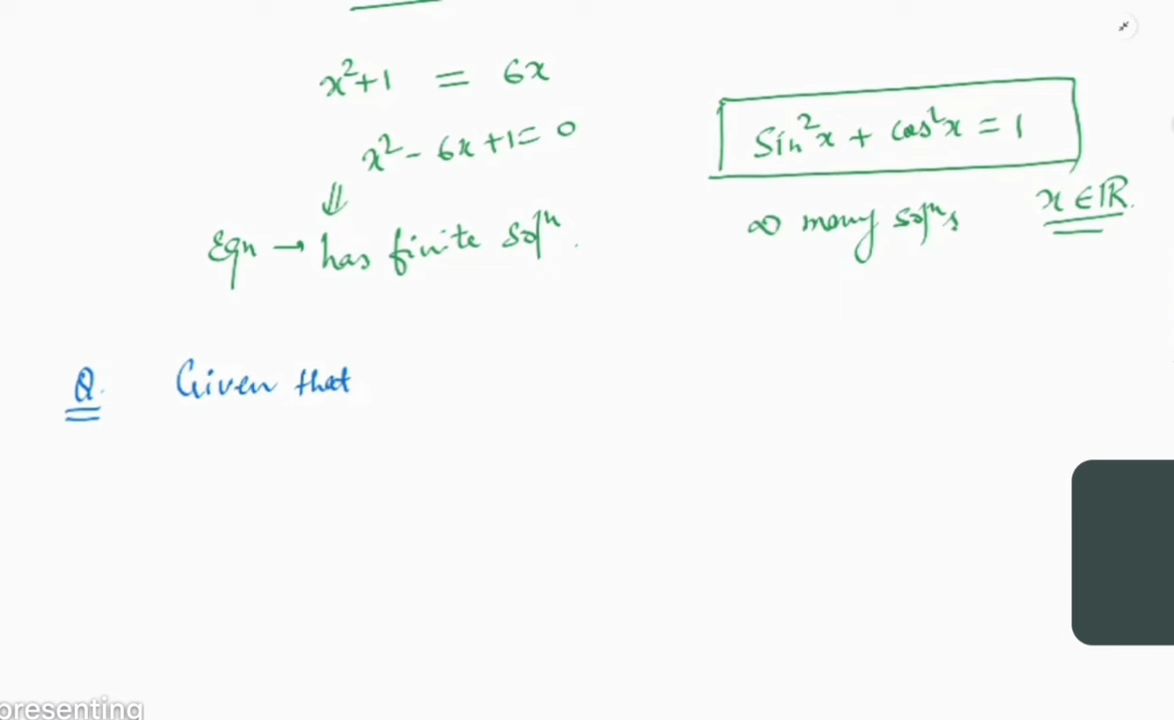 x²+1 = 6x
x² - 6x + 1 = 0
⇓
Eqn → has finite solⁿ.
Sin²x + cos²x = 1
∞ many solⁿs x ∈ ℝ.
Q. Given that
presenting